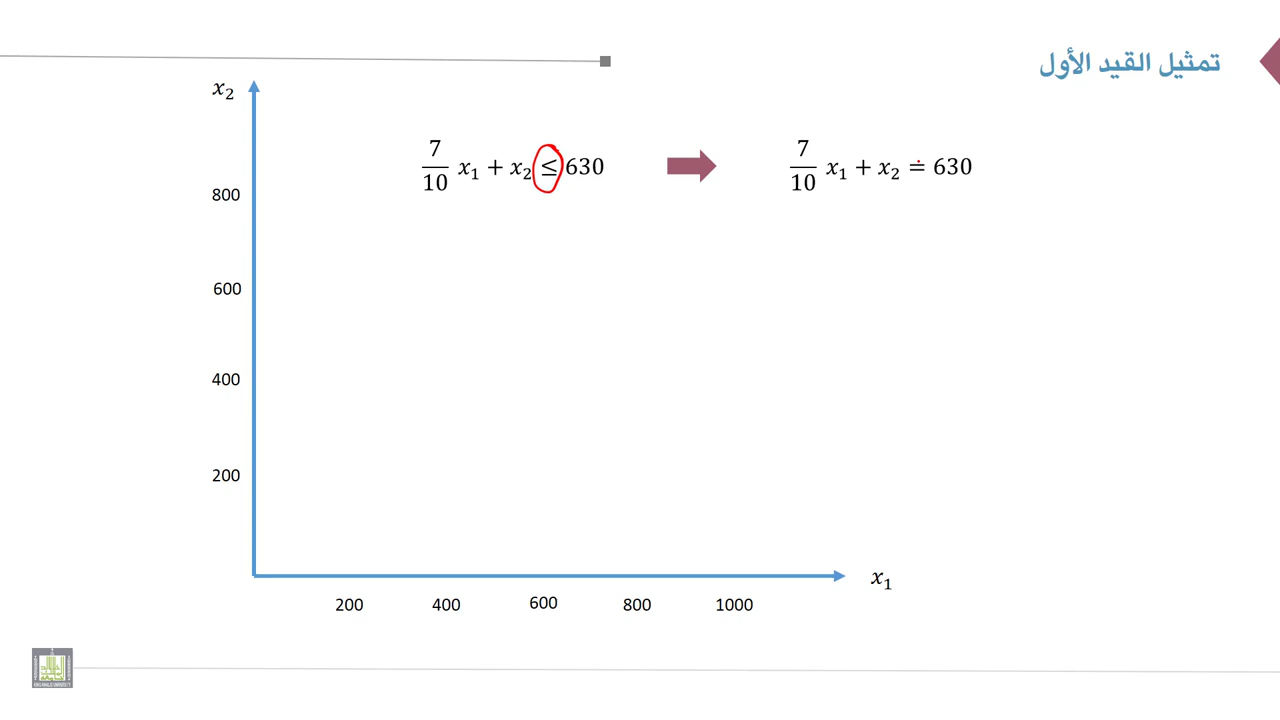 تمثيل القيد الأول
x₂
7/10 x₁ + x₂ ≤ 630
7/10 x₁ + x₂ = 630
800
600
400
200
x₁
200 400 600 800 1000